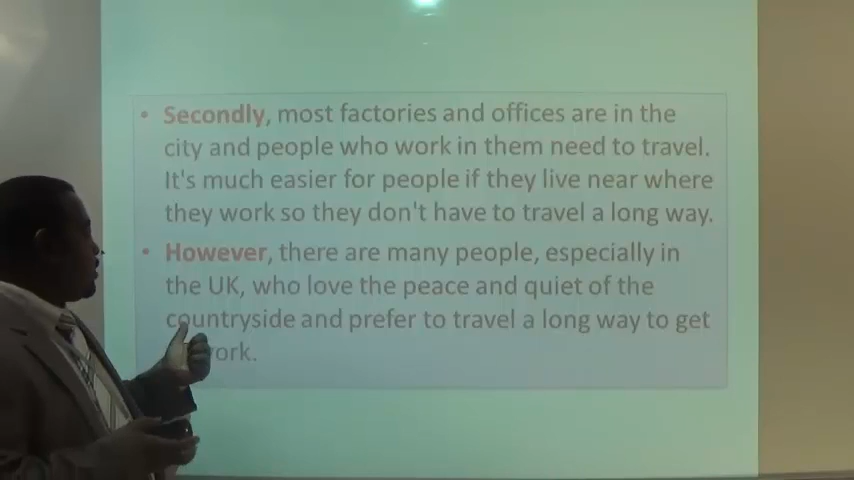 • Secondly, most factories and offices are in the
city and people who work in them need to travel.
It's much easier for people if they live near where
they work so they don't have to travel a long way.
• However, there are many people, especially in
the UK, who love the peace and quiet of the
countryside and prefer to travel a long way to get
work.